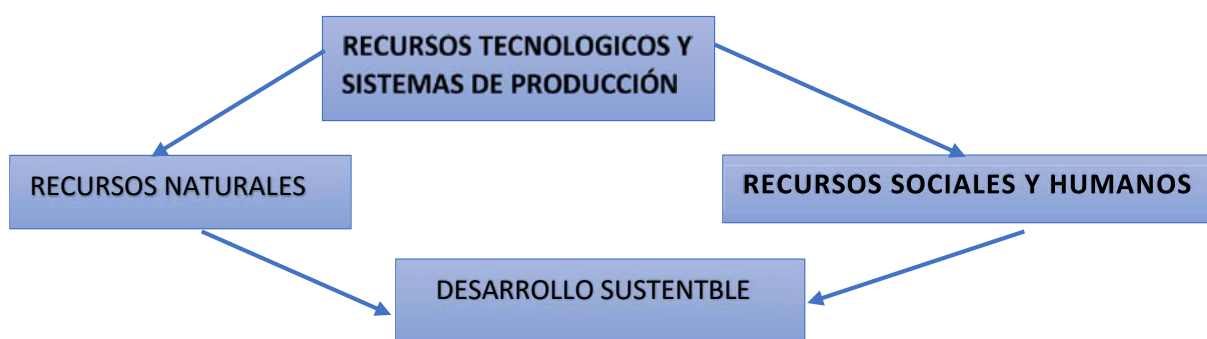 RECURSOS TECNOLOGICOS Y
SISTEMAS DE PRODUCCIÓN
RECURSOS NATURALES
RECURSOS SOCIALES Y HUMANOS
DESARROLLO SUSTENTBLE